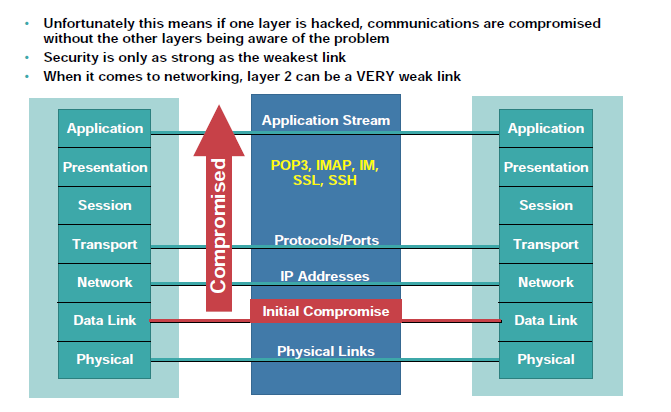 • Unfortunately this means if one layer is hacked, communications are compromised
without the other layers being aware of the problem
• Security is only as strong as the weakest link
• When it comes to networking, layer 2 can be a VERY weak link
Application
Presentation
Session
Transport
Network
Data Link
Physical
Compromised
Application Stream
POP3, IMAP, IM,
SSL, SSH
Protocols/Ports
IP Addresses
Initial Compromise
Physical Links
Application
Presentation
Session
Transport
Network
Data Link
Physical